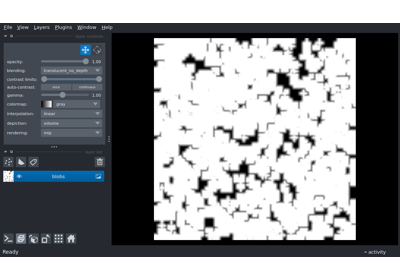 File View Layers Plugins Window Help
opacity: 1.00
blending: translucent_no_depth
contrast limits:
auto-contrast: once continuous
gamma: 1.00
colormap: gray
interpolation: linear
depiction: volume
rendering: mip
blobs
Ready
activity